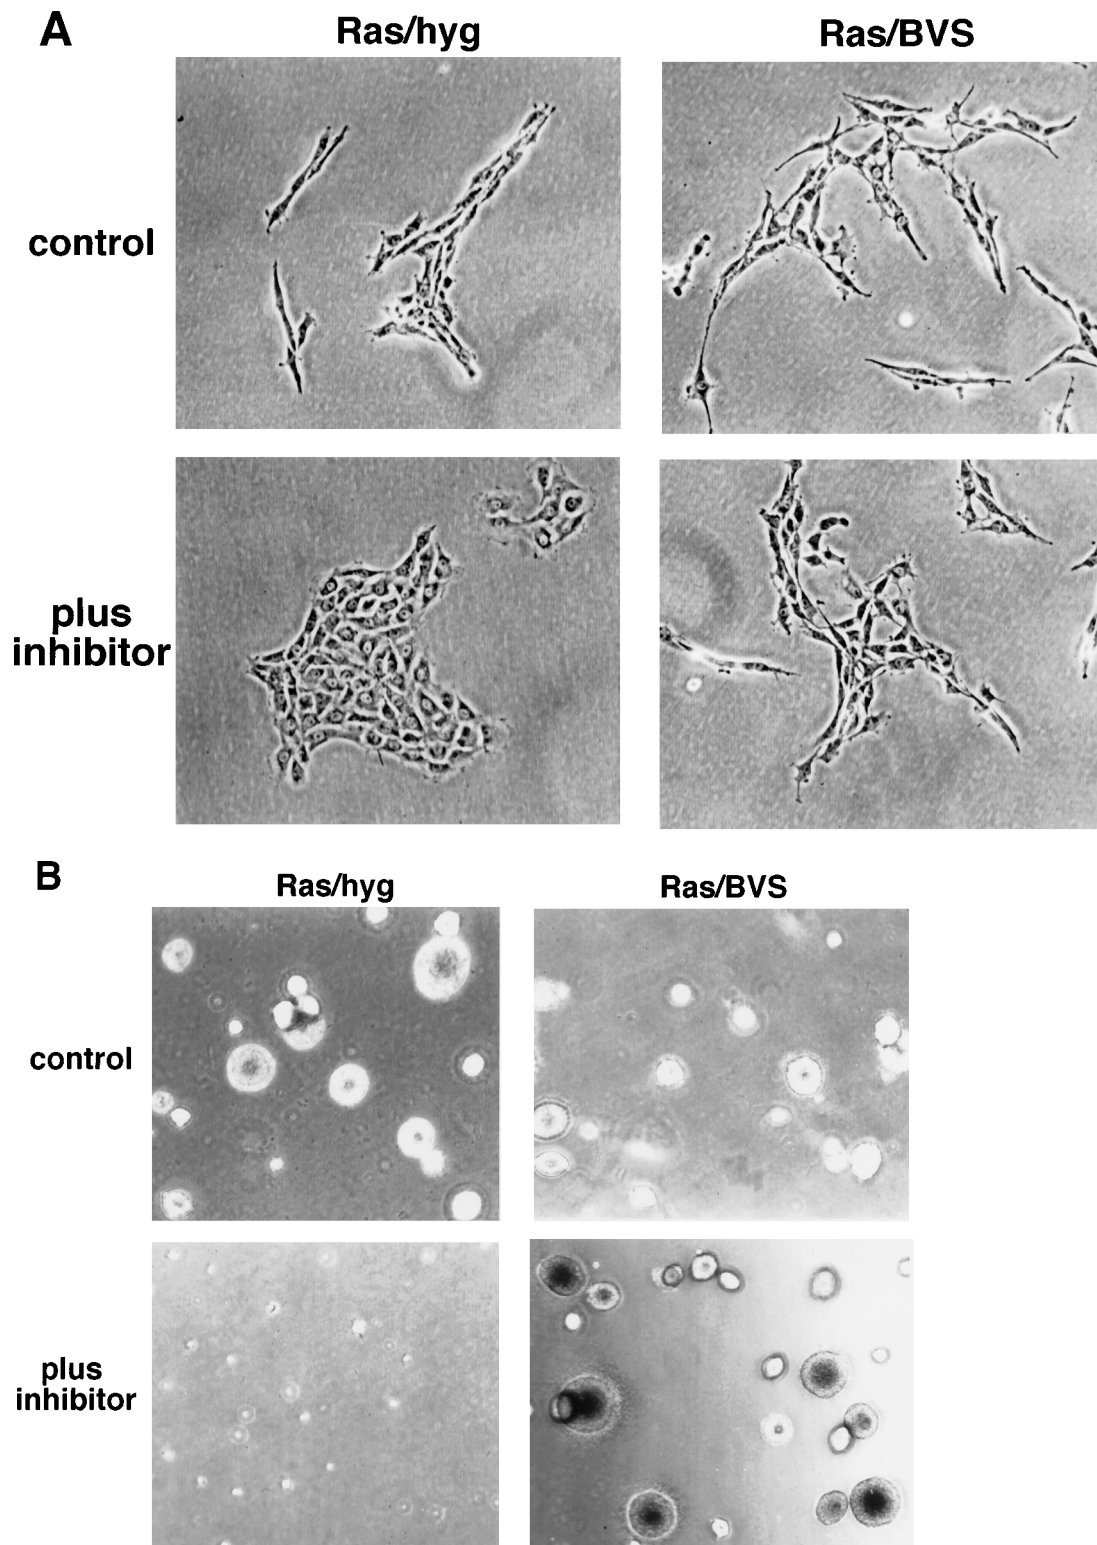 A
Ras/hyg
Ras/BVS
control
plus
inhibitor
B
Ras/hyg
Ras/BVS
control
plus
inhibitor